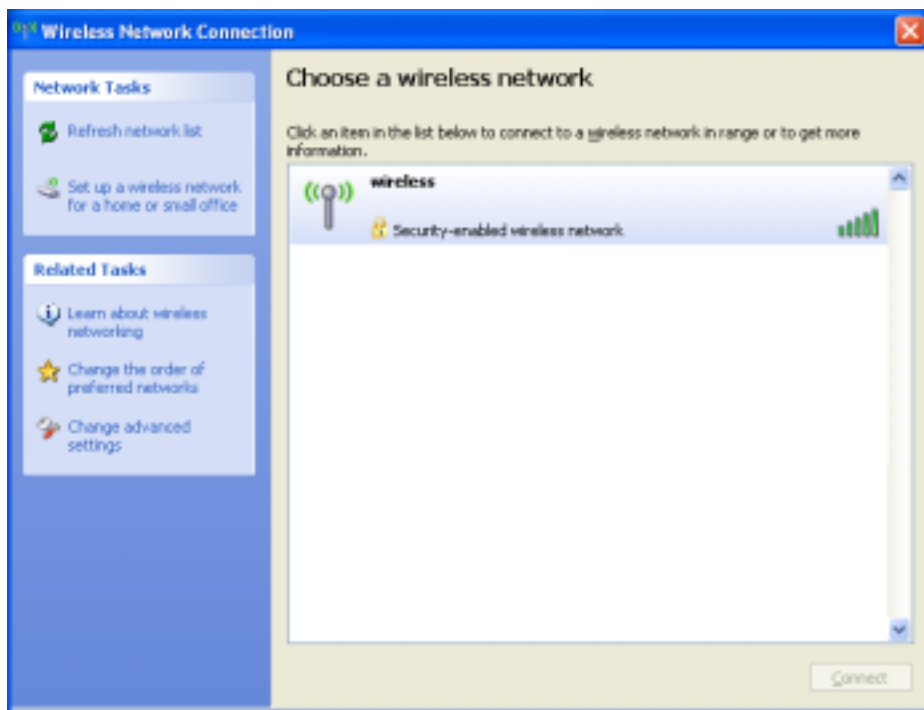 Wireless Network Connection
Network Tasks
Refresh network list
Set up a wireless network
for a home or small office
Related Tasks
Learn about wireless
networking
Change the order of
preferred networks
Change advanced
settings
Choose a wireless network
Click an item in the list below to connect to a wireless network in range or to get more
information.
wireless
Security-enabled wireless network
Connect